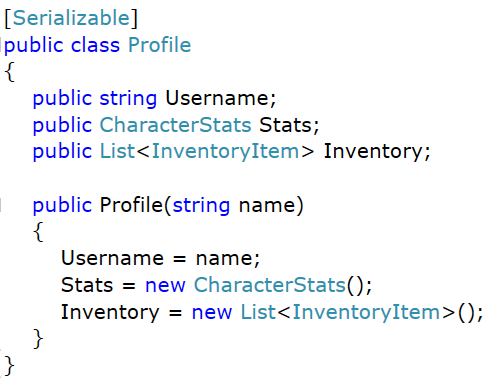 [Serializable]
public class Profile
{
public string Username;
public CharacterStats Stats;
public List<InventoryItem> Inventory;
public Profile(string name)
{
Username = name;
Stats = new CharacterStats();
Inventory = new List<InventoryItem>();
}
}